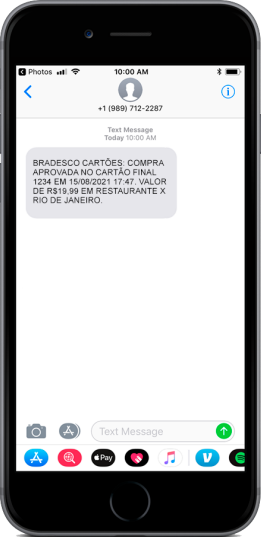 Photos 10:00 AM
+1 (989) 712-2287
Text Message
Today 10:00 AM
BRADESCO CARTÕES: COMPRA
APROVADA NO CARTÃO FINAL
1234 EM 15/08/2021 17:47. VALOR
DE R$19,99 EM RESTAURANTE X
RIO DE JANEIRO.
Text Message
Pay